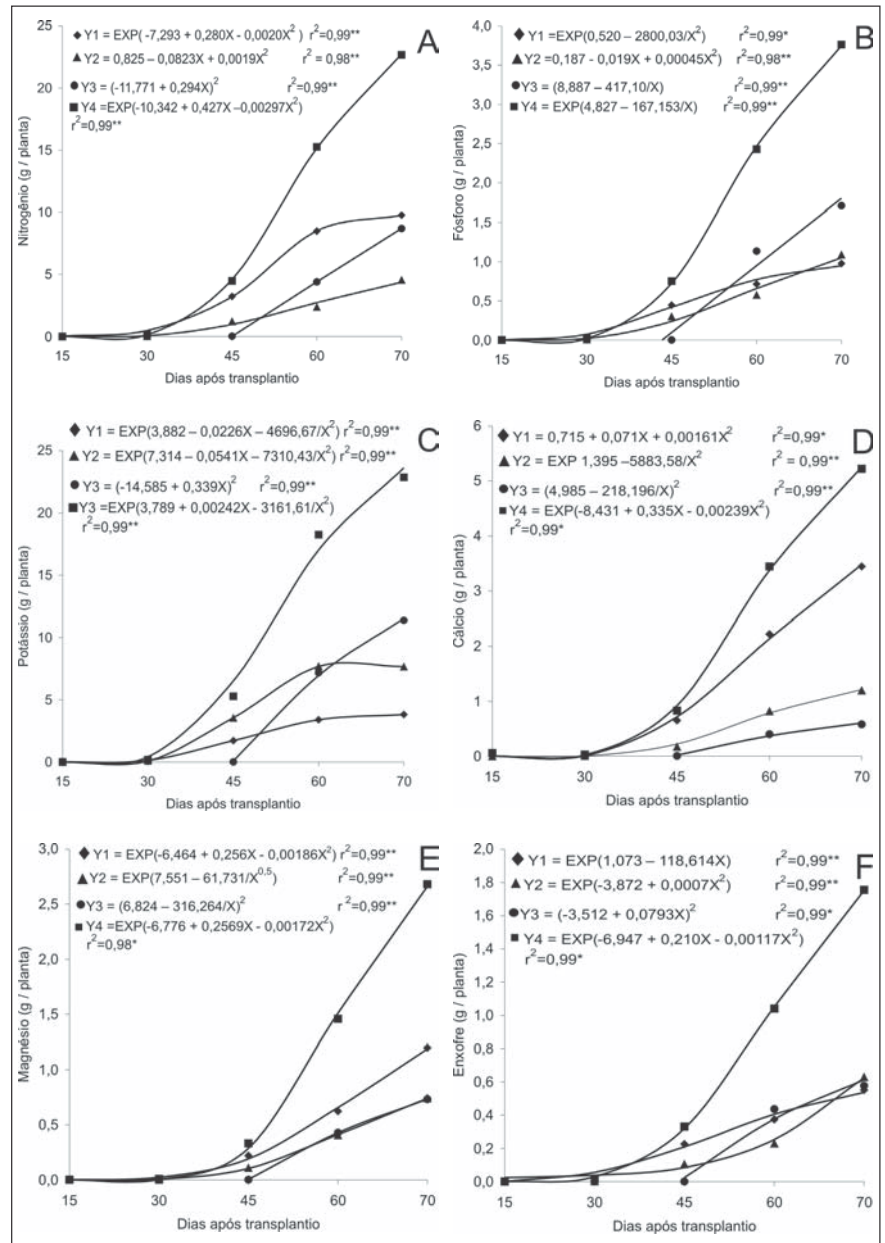 A
Y1 = EXP( -7,293 + 0,280X - 0,0020X² ) r²=0,99**
Y2 = 0,825 - 0,0823X + 0,0019X² r² = 0,98**
Y3 = (-11,771 + 0,294X)² r²=0,99**
Y4 =EXP(-10,342 + 0,427X –0,00297X²)
r²=0,99**
Nitrogênio (g / planta)
25
20
15
10
5
0
15 30 45 60 70
Dias após transplantio
B
Y1 =EXP(0,520 – 2800,03/X²) r²=0,99*
Y2 =0,187 - 0,019X + 0,00045X²) r²=0,98**
Y3 = (8,887 – 417,10/X) r²=0,99**
Y4 = EXP(4,827 – 167,153/X) r²=0,99**
Fósforo (g / planta)
4,0
3,5
3,0
2,5
2,0
1,5
1,0
0,5
0,0
15 30 45 60 70
Dias após transplantio
C
Y1 = EXP(3,882 – 0,0226X – 4696,67/X²) r²=0,99**
Y2 = EXP(7,314 – 0,0541X – 7310,43/X²) r²=0,99**
Y3 = (-14,585 + 0,339X)² r²=0,99**
Y3 =EXP(3,789 + 0,00242X - 3161,61/X²)
r²=0,99**
Potássio (g / planta)
25
20
15
10
5
0
15 30 45 60 70
Dias após transplantio
D
Y1 = 0,715 + 0,071X + 0,00161X² r²=0,99*
Y2 = EXP 1,395 –5883,58/X² r² = 0,99**
Y3 = (4,985 – 218,196/X)² r²=0,99**
Y4 = EXP(-8,431 + 0,335X - 0,00239X²)
r²=0,99*
Cálcio (g / planta)
6
5
4
3
2
1
0
15 30 45 60 70
Dias após transplantio
E
Y1 = EXP(-6,464 + 0,256X - 0,00186X²) r²=0,99**
Y2 = EXP(7,551 – 61,731/X⁰,⁵) r²=0,99**
Y3 = (6,824 – 316,264/X)² r²=0,99**
Y4 =EXP(-6,776 + 0,2569X - 0,00172X²)
r²=0,98*
Magnésio (g / planta)
3,0
2,5
2,0
1,5
1,0
0,5
0,0
15 30 45 60 70
Dias após transplantio
F
Y1 = EXP(1,073 – 118,614X) r²=0,99**
Y2 = EXP(-3,872 + 0,0007X²) r²=0,99**
Y3 = (-3,512 + 0,0793X)² r²=0,99*
Y4 = EXP(-6,947 + 0,210X - 0,00117X²)
r²=0,99*
Enxofre (g / planta)
2,0
1,8
1,6
1,4
1,2
1,0
0,8
0,6
0,4
0,2
0,0
15 30 45 60 70
Dias após transplantio